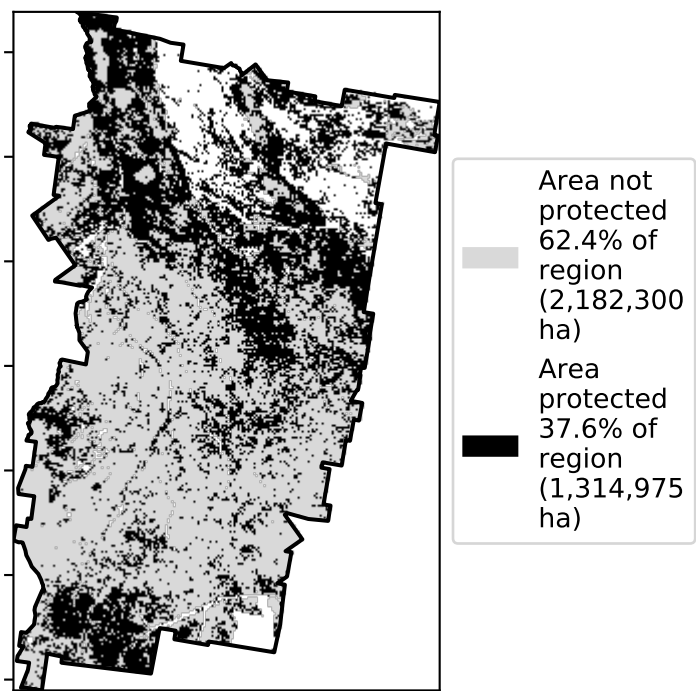 Area not
protected
62.4% of
region
(2,182,300
ha)
Area
protected
37.6% of
region
(1,314,975
ha)